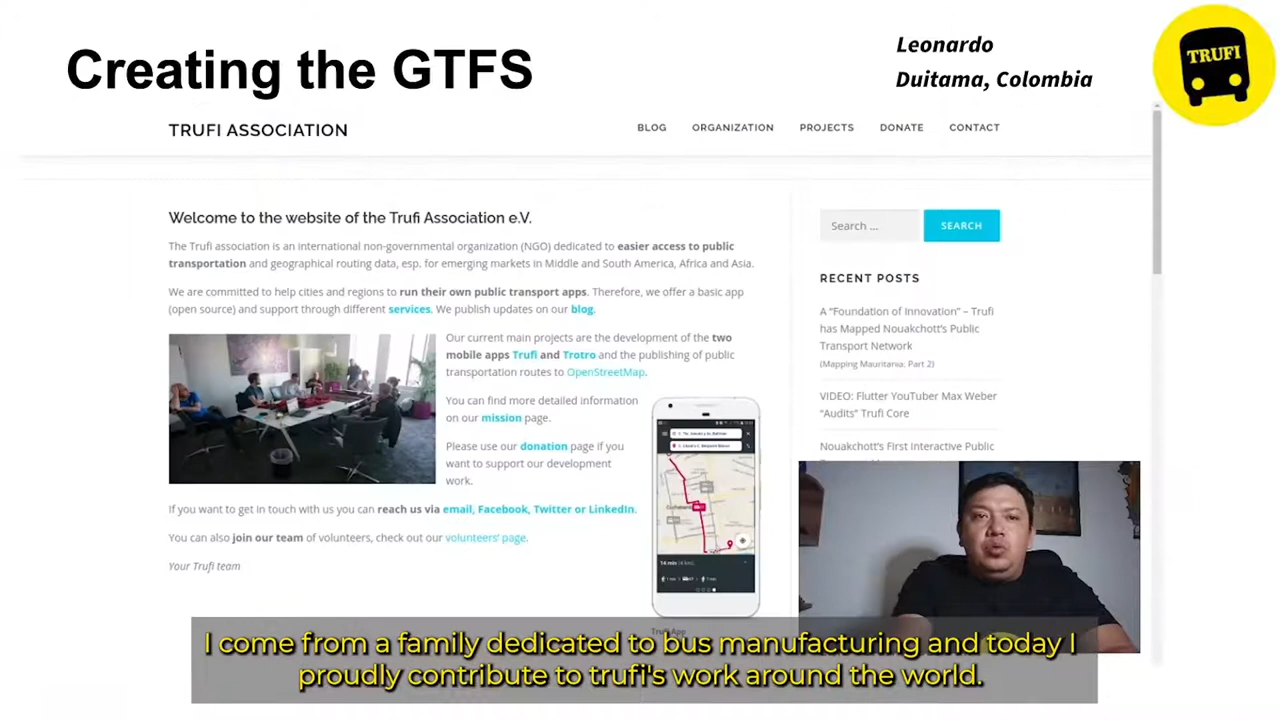 Creating the GTFS
Leonardo
Duitama, Colombia
TRUFI
TRUFI ASSOCIATION
BLOG
ORGANIZATION
PROJECTS
DONATE
CONTACT
Welcome to the website of the Trufi Association e.V.
The Trufi association is an international non-governmental organization (NGO) dedicated to easier access to public
transportation and geographical routing data, esp. for emerging markets in Middle and South America, Africa and Asia.
We are committed to help cities and regions to run their own public transport apps. Therefore, we offer a basic app
(open source) and support through different services. We publish updates on our blog.
Our current main projects are the development of the two
mobile apps Trufi and Trotro and the publishing of public
transportation routes to OpenStreetMap.
You can find more detailed information
on our mission page.
Please use our donation page if you
want to support our development
work.
If you want to get in touch with us you can reach us via email, Facebook, Twitter or LinkedIn.
You can also join our team of volunteers, check out our volunteers' page.
Your Trufi team
14 min
Trufi App
Search ...
SEARCH
RECENT POSTS
A “Foundation of Innovation” – Trufi
has Mapped Nouakchott's Public
Transport Network
(Mapping Mauritania: Part 2)
VIDEO: Flutter YouTuber Max Weber
“Audits” Trufi Core
Nouakchott's First Interactive Public
I come from a family dedicated to bus manufacturing and today I
proudly contribute to trufi's work around the world.